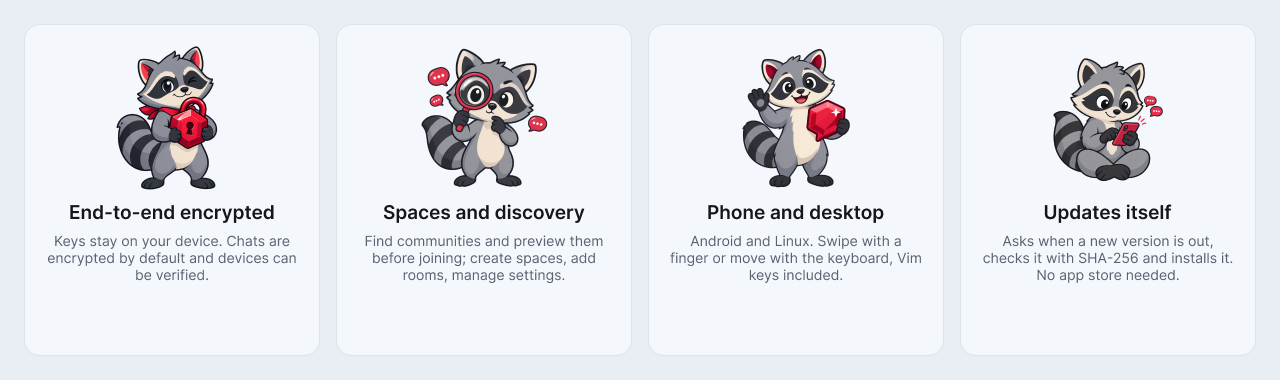 End-to-end encrypted
Keys stay on your device. Chats are
encrypted by default and devices can
be verified.
Spaces and discovery
Find communities and preview them
before joining; create spaces, add
rooms, manage settings.
Phone and desktop
Android and Linux. Swipe with a
finger or move with the keyboard, Vim
keys included.
Updates itself
Asks when a new version is out,
checks it with SHA-256 and installs it.
No app store needed.